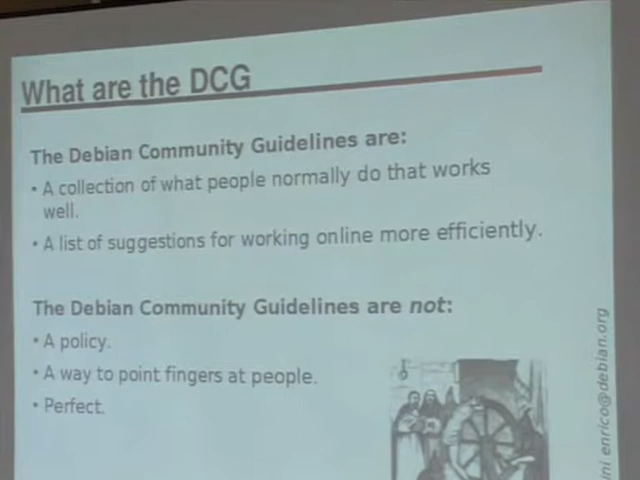 What are the DCG
The Debian Community Guidelines are:
• A collection of what people normally do that works
well.
• A list of suggestions for working online more efficiently.
The Debian Community Guidelines are not:
• A policy.
• A way to point fingers at people.
• Perfect.
enrico@debian.org